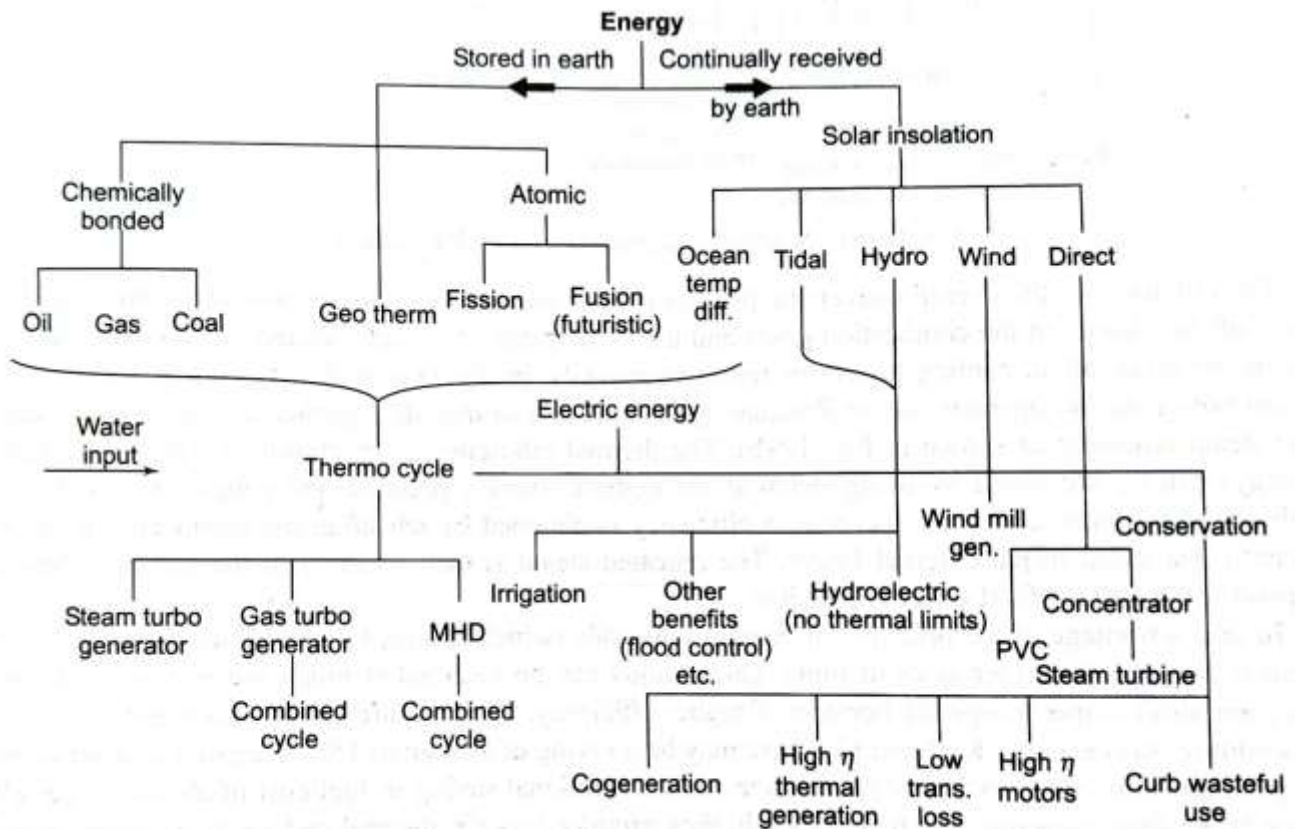 Energy
Stored in earth
Continually received
by earth
Solar insolation
Chemically
bonded
Atomic
Ocean
temp
diff.
Tidal
Hydro
Wind
Direct
Oil
Gas
Coal
Geo therm
Fission
Fusion
(futuristic)
Water
input
Electric energy
Thermo cycle
Wind mill
gen.
Conservation
Steam turbo
generator
Gas turbo
generator
MHD
Irrigation
Other
benefits
(flood control)
etc.
Hydroelectric
(no thermal limits)
PVC
Concentrator
Steam turbine
Combined
cycle
Combined
cycle
Cogeneration
High η
thermal
generation
Low
trans.
loss
High η
motors
Curb wasteful
use